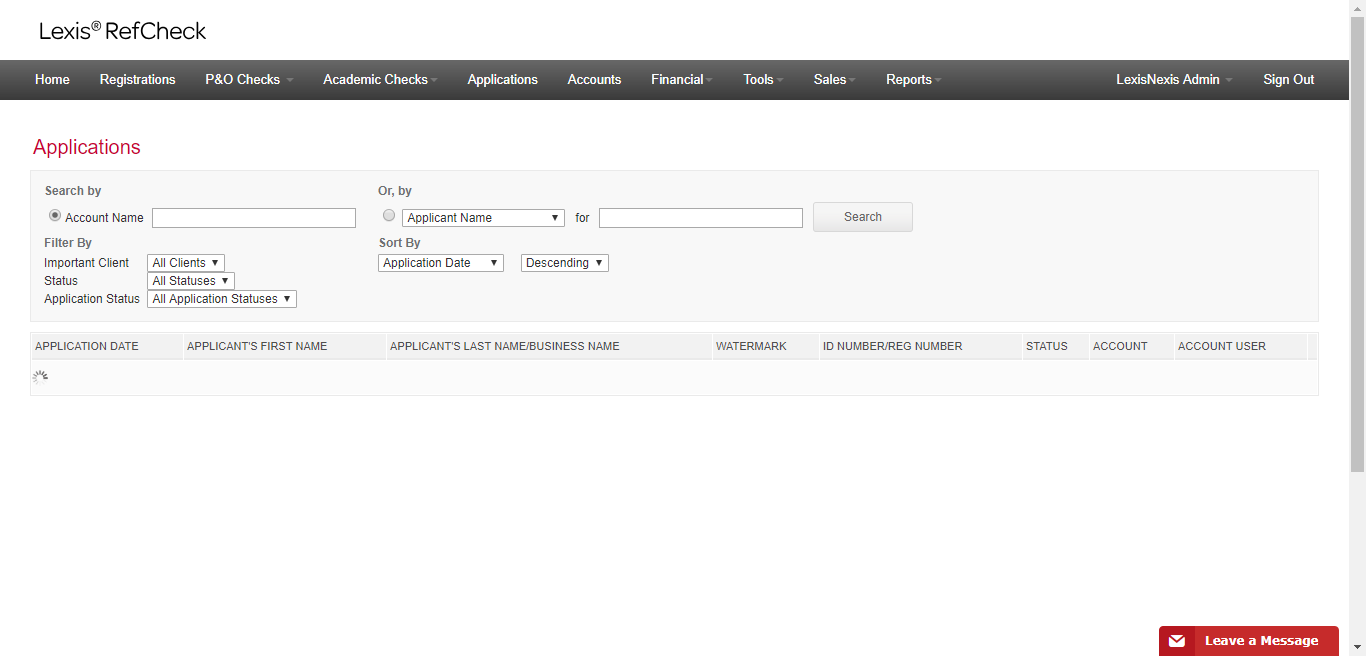 Lexis® RefCheck
Home Registrations P&O Checks Academic Checks Applications Accounts Financial Tools Sales Reports LexisNexis Admin Sign Out
Applications
Search by Or, by
Account Name Applicant Name for Search
Filter By Sort By
Important Client All Clients Application Date Descending
Status All Statuses
Application Status All Application Statuses
APPLICATION DATE APPLICANT'S FIRST NAME APPLICANT'S LAST NAME/BUSINESS NAME WATERMARK ID NUMBER/REG NUMBER STATUS ACCOUNT ACCOUNT USER
Leave a Message